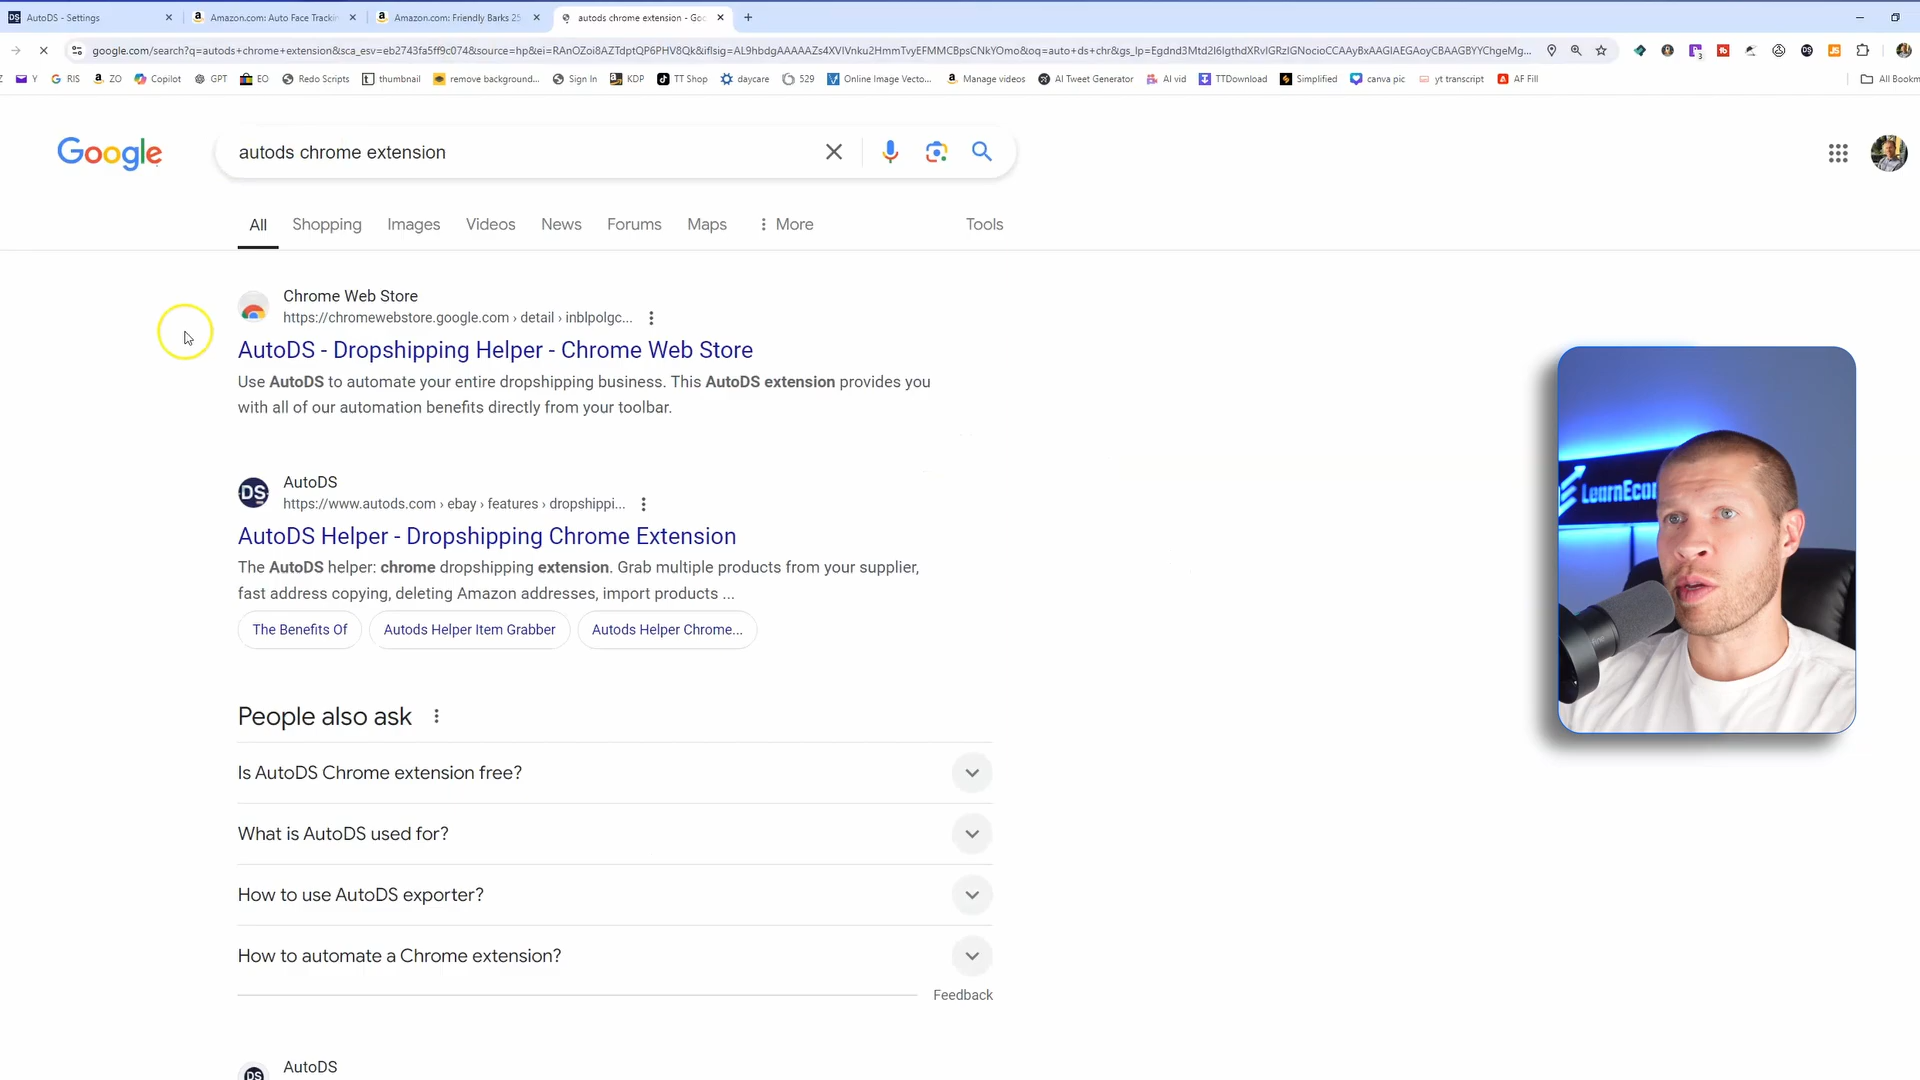 AutoDS - Settings
Amazon.com: Auto Face Trackin
Amazon.com: Friendly Barks 25
autods chrome extension - Goo
google.com/search?q=autods+chrome+extension&sca_esv=eb2743fa5ff9c074&source=hp&ei=
Y
RIS
ZO
Copilot
GPT
EO
Redo Scripts
thumbnail
remove background...
Sign In
KDP
TT Shop
daycare
529
Online Image Vecto...
Manage videos
AI Tweet Generator
AI vid
TTDownload
Simplified
canva pic
yt transcript
AF Fill
All Bookm
Google
autods chrome extension
All
Shopping
Images
Videos
News
Forums
Maps
More
Tools
Chrome Web Store
https://chromewebstore.google.com › detail › inblpolgc...
AutoDS - Dropshipping Helper - Chrome Web Store
Use AutoDS to automate your entire dropshipping business. This AutoDS extension provides you
with all of our automation benefits directly from your toolbar.
DS
AutoDS
https://www.autods.com › ebay › features › dropshippi...
AutoDS Helper - Dropshipping Chrome Extension
The AutoDS helper: chrome dropshipping extension. Grab multiple products from your supplier,
fast address copying, deleting Amazon addresses, import products ...
The Benefits Of
Autods Helper Item Grabber
Autods Helper Chrome...
LearnEcon
People also ask
Is AutoDS Chrome extension free?
What is AutoDS used for?
How to use AutoDS exporter?
How to automate a Chrome extension?
Feedback
AutoDS
DS